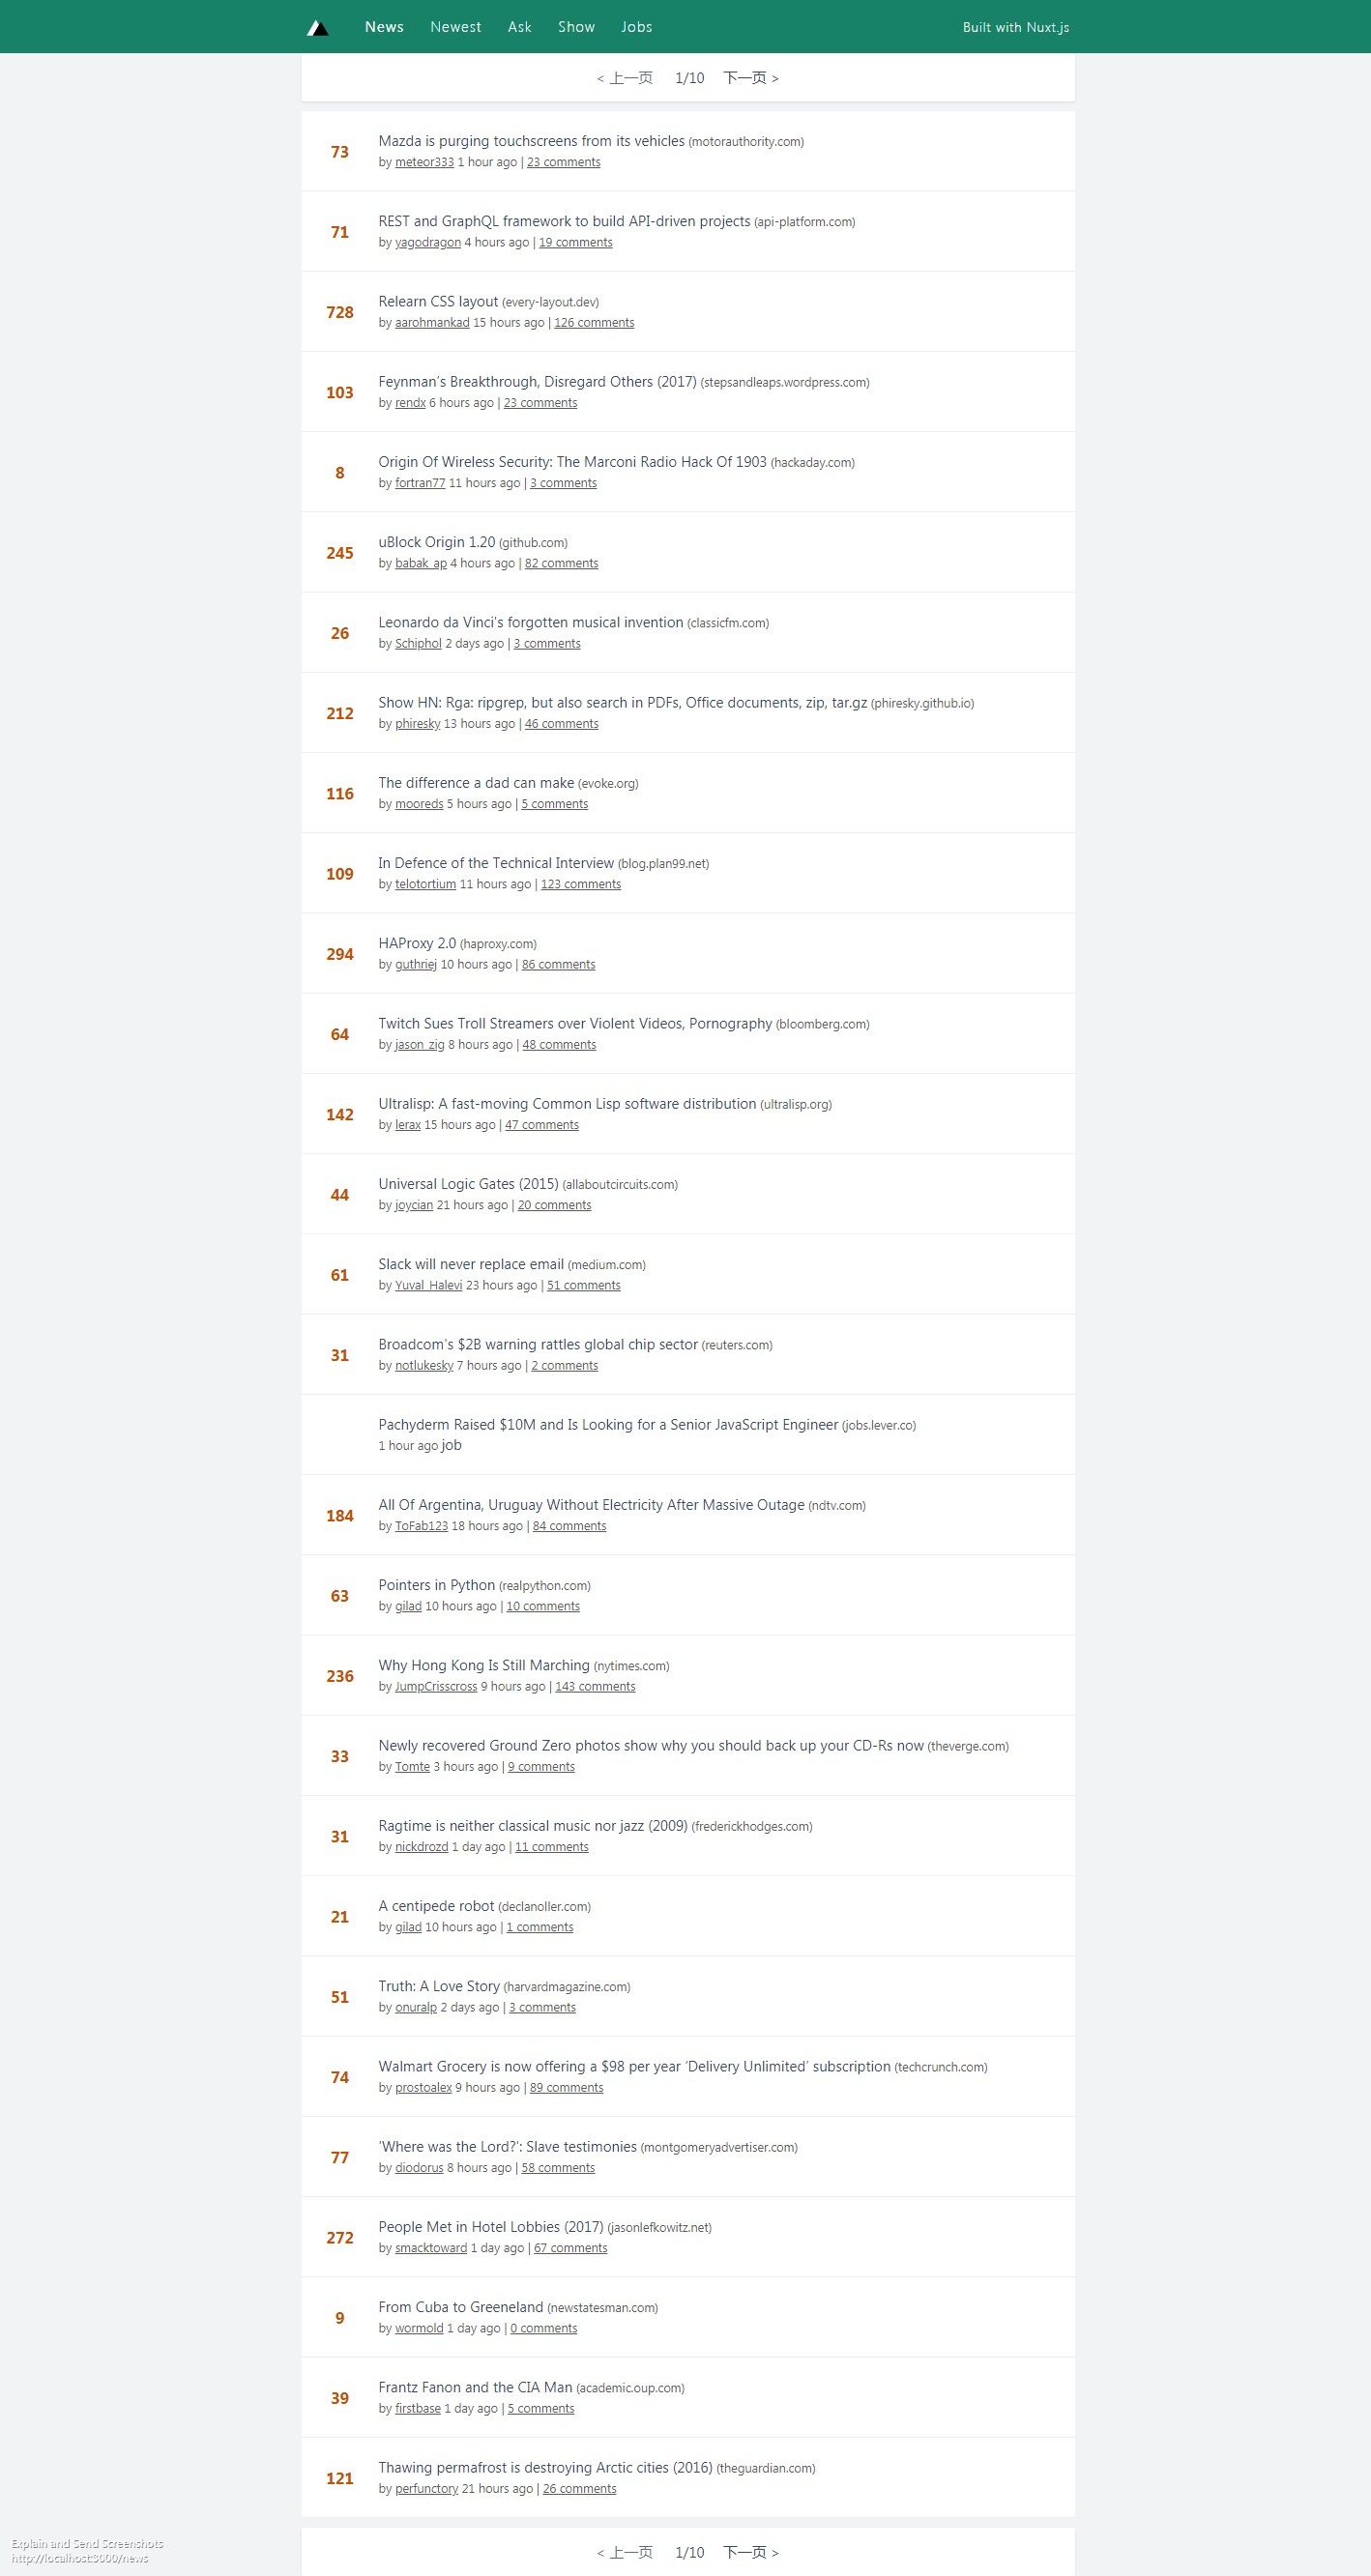 News Newest Ask Show Jobs Built with Nuxt.js
< 上一页 1/10 下一页 >
73
Mazda is purging touchscreens from its vehicles (motorauthority.com)
by meteor333 1 hour ago | 23 comments
71
REST and GraphQL framework to build API-driven projects (api-platform.com)
by yagodragon 4 hours ago | 19 comments
728
Relearn CSS layout (every-layout.dev)
by aarohmankad 15 hours ago | 126 comments
103
Feynman’s Breakthrough, Disregard Others (2017) (stepsandleaps.wordpress.com)
by rendx 6 hours ago | 23 comments
8
Origin Of Wireless Security: The Marconi Radio Hack Of 1903 (hackaday.com)
by fortran77 11 hours ago | 3 comments
245
uBlock Origin 1.20 (github.com)
by babak_ap 4 hours ago | 82 comments
26
Leonardo da Vinci's forgotten musical invention (classicfm.com)
by Schiphol 2 days ago | 3 comments
212
Show HN: Rga: ripgrep, but also search in PDFs, Office documents, zip, tar.gz (phiresky.github.io)
by phiresky 13 hours ago | 46 comments
116
The difference a dad can make (evoke.org)
by mooreds 5 hours ago | 5 comments
109
In Defence of the Technical Interview (blog.plan99.net)
by telotortium 11 hours ago | 123 comments
294
HAProxy 2.0 (haproxy.com)
by guthriej 10 hours ago | 86 comments
64
Twitch Sues Troll Streamers over Violent Videos, Pornography (bloomberg.com)
by jason_zig 8 hours ago | 48 comments
142
Ultralisp: A fast-moving Common Lisp software distribution (ultralisp.org)
by lerax 15 hours ago | 47 comments
44
Universal Logic Gates (2015) (allaboutcircuits.com)
by joycian 21 hours ago | 20 comments
61
Slack will never replace email (medium.com)
by Yuval_Halevi 23 hours ago | 51 comments
31
Broadcom's $2B warning rattles global chip sector (reuters.com)
by notlukesky 7 hours ago | 2 comments
Pachyderm Raised $10M and Is Looking for a Senior JavaScript Engineer (jobs.lever.co)
1 hour ago job
184
All Of Argentina, Uruguay Without Electricity After Massive Outage (ndtv.com)
by ToFab123 18 hours ago | 84 comments
63
Pointers in Python (realpython.com)
by gilad 10 hours ago | 10 comments
236
Why Hong Kong Is Still Marching (nytimes.com)
by JumpCrisscross 9 hours ago | 143 comments
33
Newly recovered Ground Zero photos show why you should back up your CD-Rs now (theverge.com)
by Tomte 3 hours ago | 9 comments
31
Ragtime is neither classical music nor jazz (2009) (frederickhodges.com)
by nickdrozd 1 day ago | 11 comments
21
A centipede robot (declanoller.com)
by gilad 10 hours ago | 1 comments
51
Truth: A Love Story (harvardmagazine.com)
by onuralp 2 days ago | 3 comments
74
Walmart Grocery is now offering a $98 per year ‘Delivery Unlimited’ subscription (techcrunch.com)
by prostoalex 9 hours ago | 89 comments
77
'Where was the Lord?': Slave testimonies (montgomeryadvertiser.com)
by diodorus 8 hours ago | 58 comments
272
People Met in Hotel Lobbies (2017) (jasonlefkowitz.net)
by smacktoward 1 day ago | 67 comments
9
From Cuba to Greeneland (newstatesman.com)
by wormold 1 day ago | 0 comments
39
Frantz Fanon and the CIA Man (academic.oup.com)
by firstbase 1 day ago | 5 comments
121
Thawing permafrost is destroying Arctic cities (2016) (theguardian.com)
by perfunctory 21 hours ago | 26 comments
< 上一页 1/10 下一页 >
Explain and Send Screenshots
http://localhost:3000/news